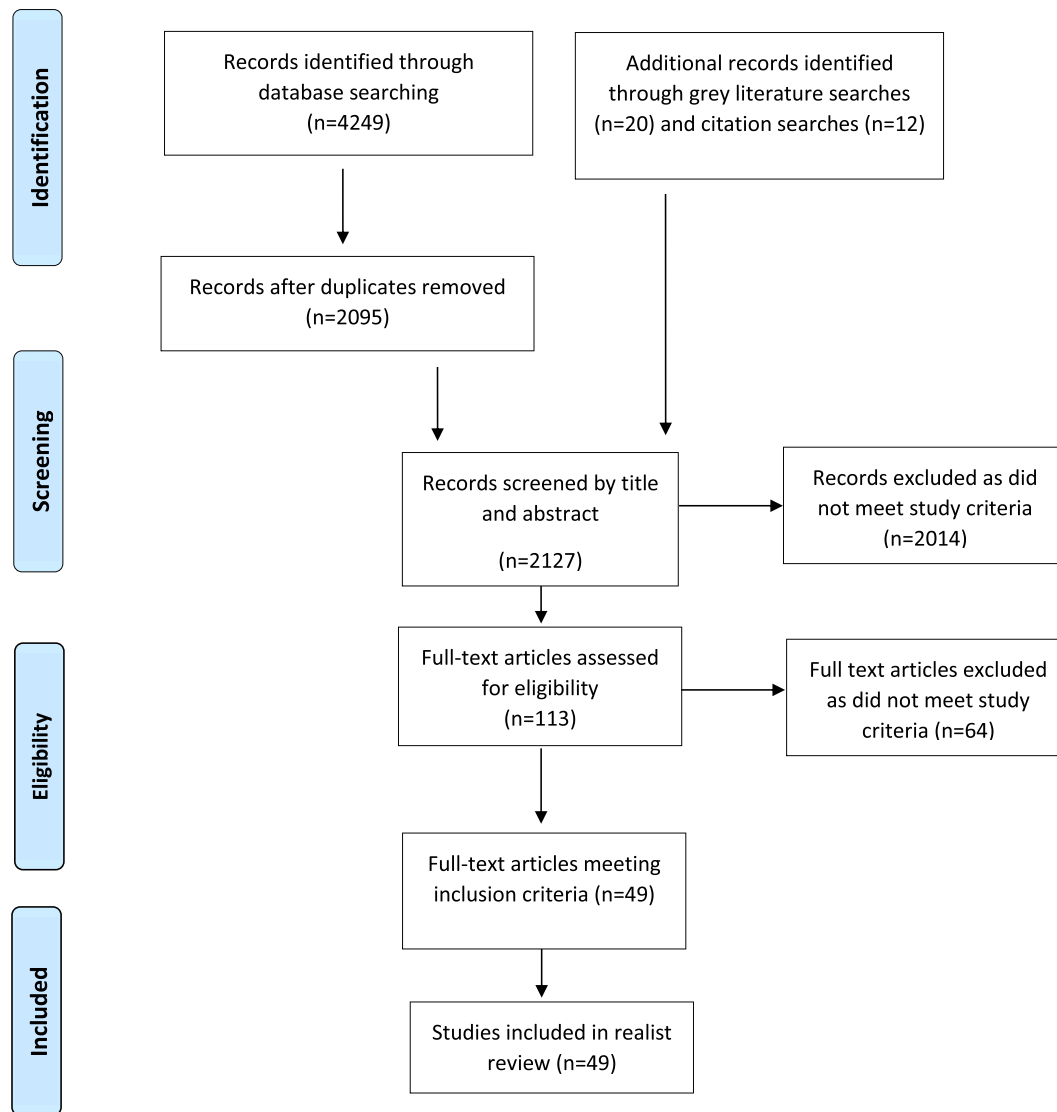 Identification
Records identified through
database searching
(n=4249)
Additional records identified
through grey literature searches
(n=20) and citation searches (n=12)
Records after duplicates removed
(n=2095)
Screening
Records screened by title
and abstract
(n=2127)
Records excluded as did
not meet study criteria
(n=2014)
Eligibility
Full-text articles assessed
for eligibility
(n=113)
Full text articles excluded
as did not meet study
criteria (n=64)
Full-text articles meeting
inclusion criteria (n=49)
Included
Studies included in realist
review (n=49)